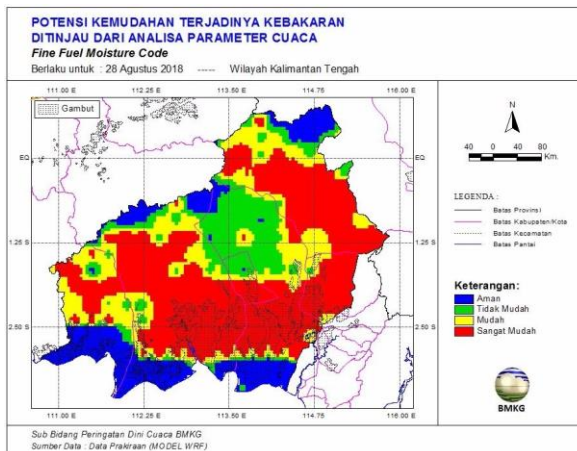 POTENSI KEMUDAHAN TERJADINYA KEBAKARAN
DITINJAU DARI ANALISA PARAMETER CUACA
Fine Fuel Moisture Code
Berlaku untuk : 28 Agustus 2018 ----- Wilayah Kalimantan Tengah
111.00 E 112.25 E 113.50 E 114.75 E 116.00 E
Gambut
EQ
EQ
1.25 S
1.25 S
2.50 S
2.50 S
111.00 E 112.25 E 113.50 E 114.75 E 116.00 E
N
40 0 40 80 Km.
LEGENDA :
Batas Provinsi
Batas Kabupaten/Kota
Batas Kecamatan
Batas Pantai
Keterangan:
Aman
Tidak Mudah
Mudah
Sangat Mudah
BMKG
Sub Bidang Peringatan Dini Cuaca BMKG
Sumber Data : Data Prakiraan (MODEL WRF)